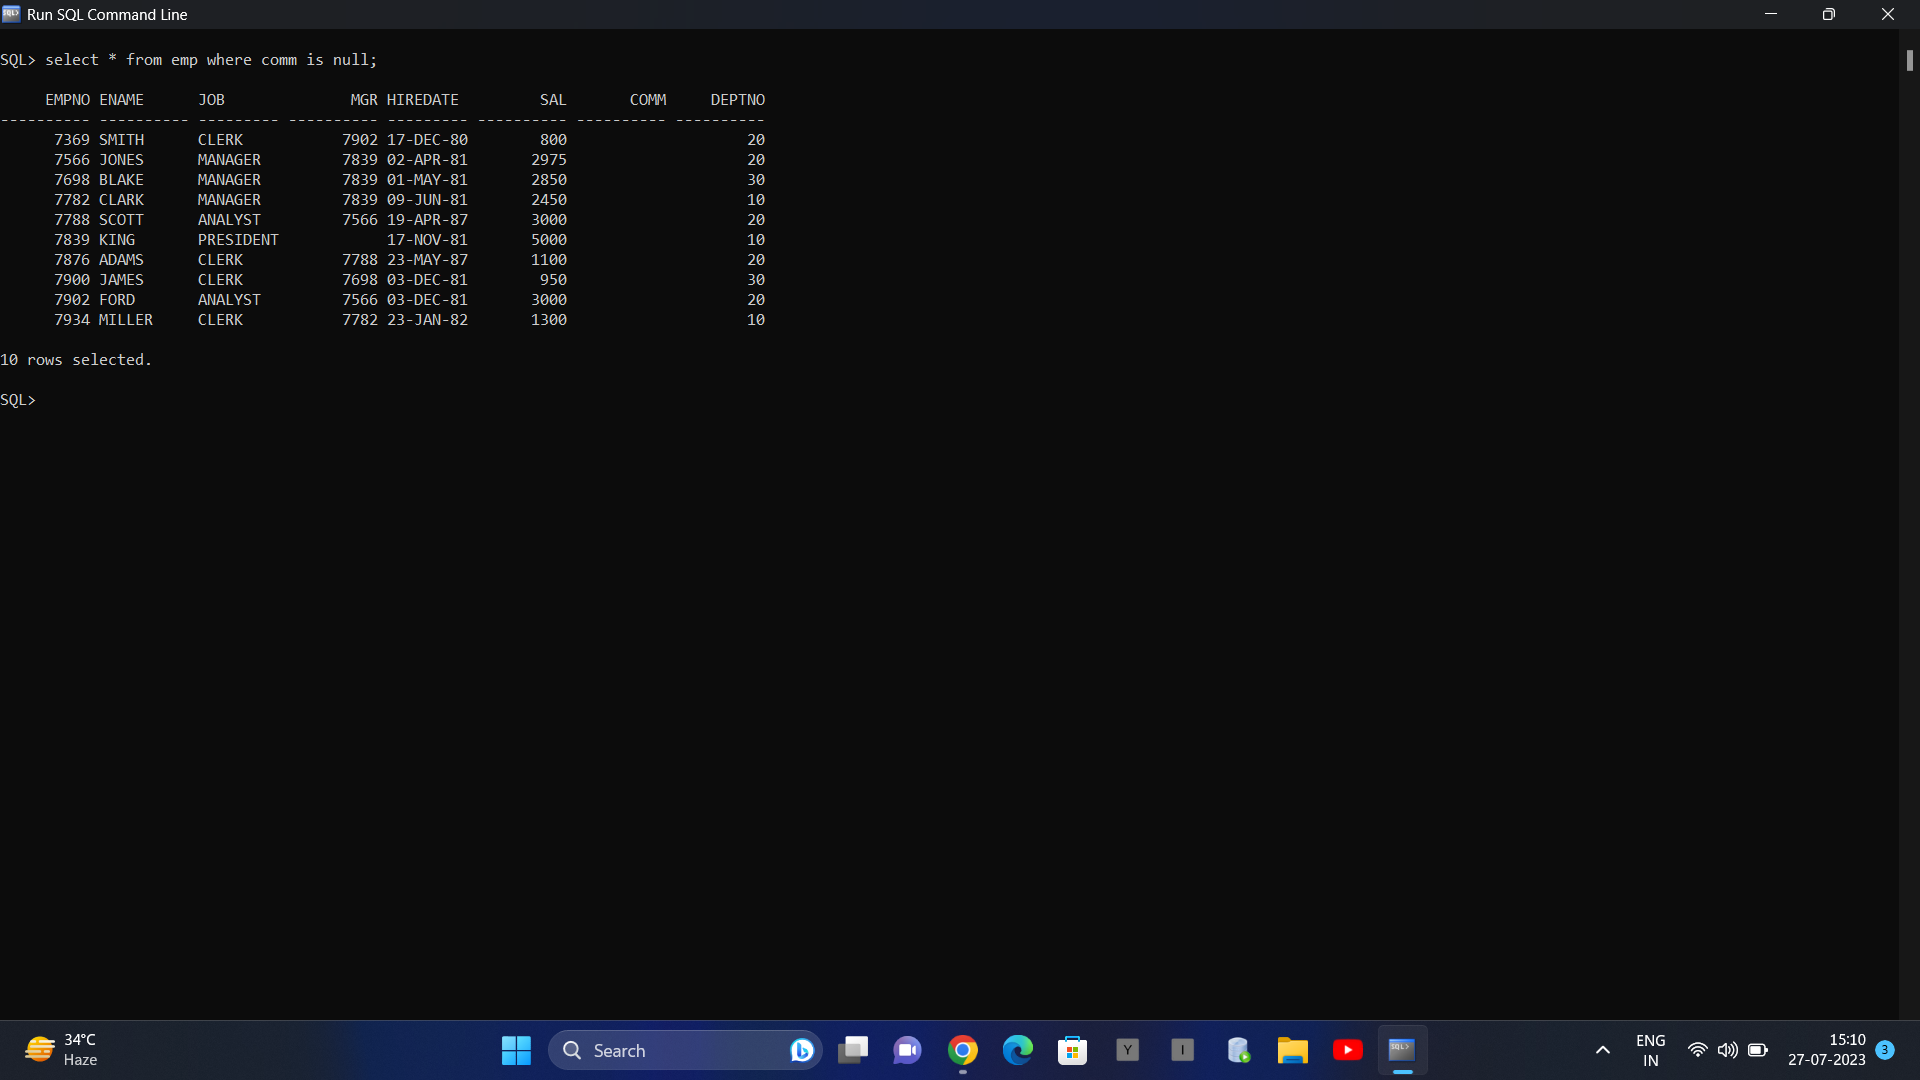 Run SQL Command Line
SQL> select * from emp where comm is null;
     EMPNO ENAME      JOB              MGR HIREDATE         SAL       COMM     DEPTNO
---------- ---------- --------- ---------- --------- ---------- ---------- ----------
      7369 SMITH      CLERK           7902 17-DEC-80        800                    20
      7566 JONES      MANAGER         7839 02-APR-81       2975                    20
      7698 BLAKE      MANAGER         7839 01-MAY-81       2850                    30
      7782 CLARK      MANAGER         7839 09-JUN-81       2450                    10
      7788 SCOTT      ANALYST         7566 19-APR-87       3000                    20
      7839 KING       PRESIDENT            17-NOV-81       5000                    10
      7876 ADAMS      CLERK           7788 23-MAY-87       1100                    20
      7900 JAMES      CLERK           7698 03-DEC-81        950                    30
      7902 FORD       ANALYST         7566 03-DEC-81       3000                    20
      7934 MILLER     CLERK           7782 23-JAN-82       1300                    10
10 rows selected.
SQL>
34°C
Haze
Search
Y
I
SQL>
ENG
IN
15:10
27-07-2023
3